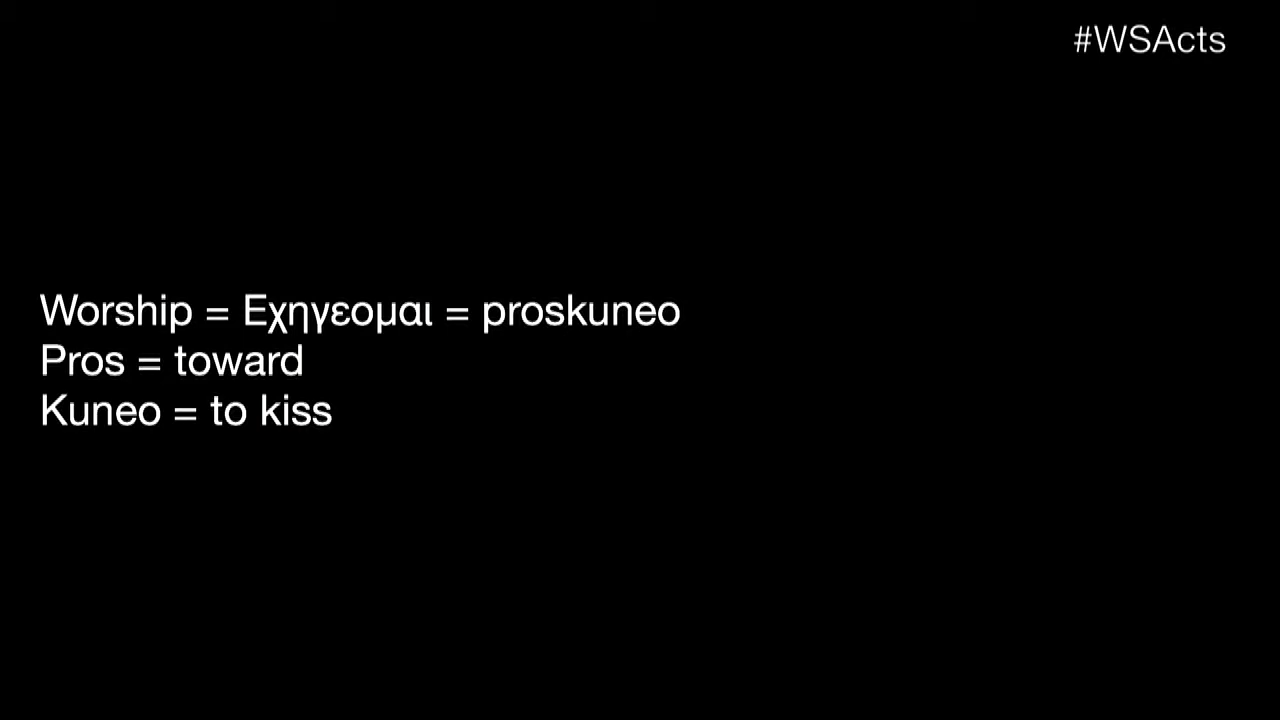 #WSActs
Worship = Εχηγεομαι = proskuneo
Pros = toward
Kuneo = to kiss